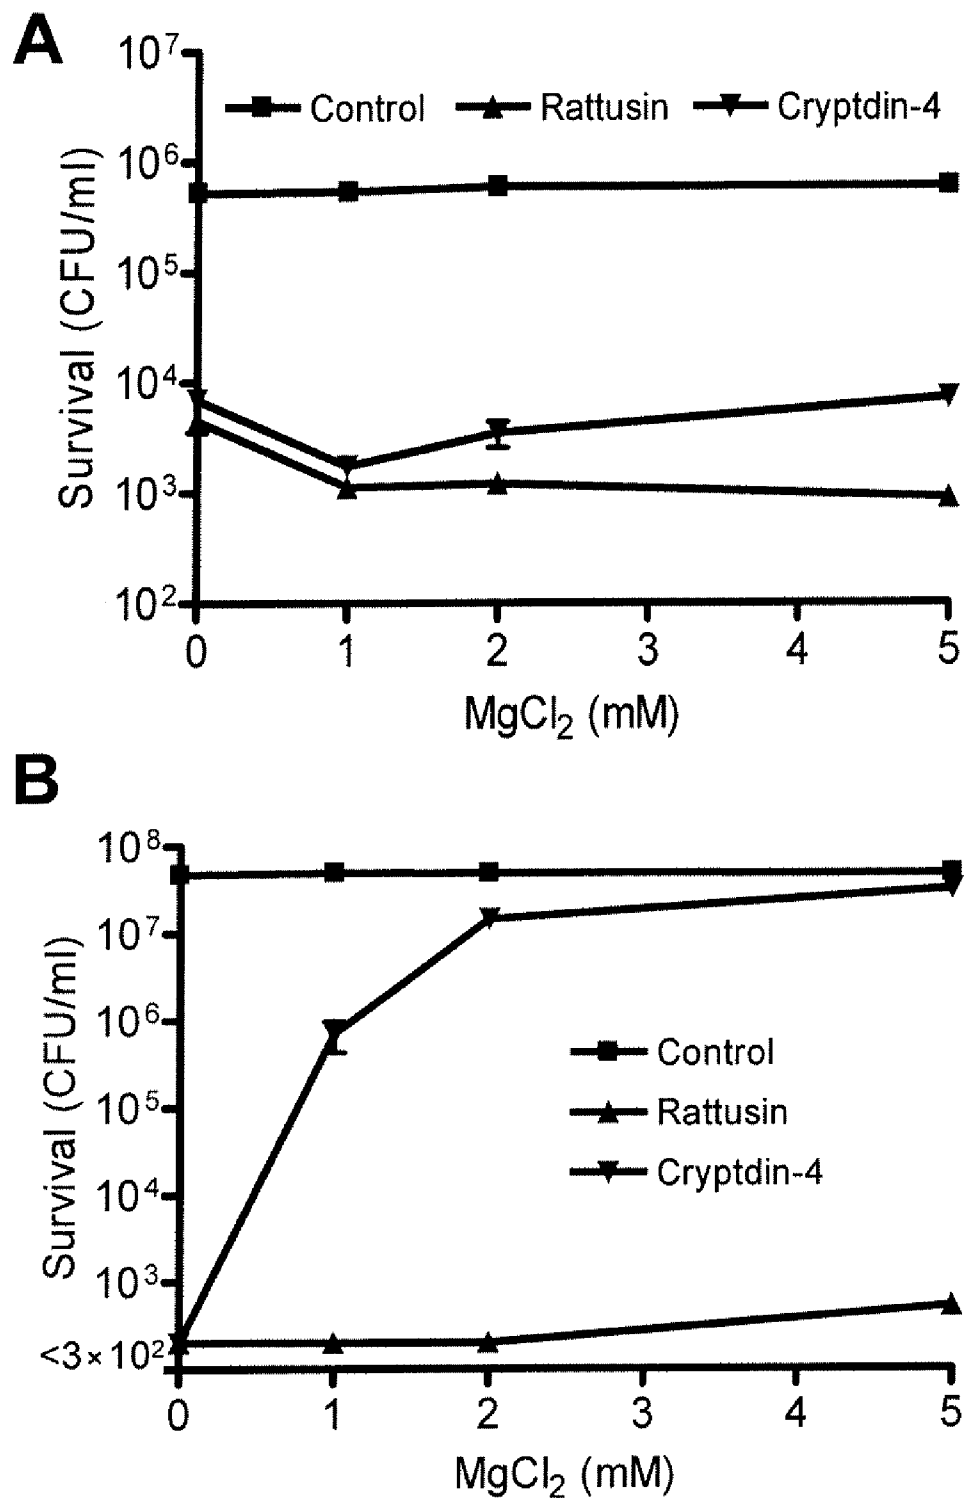 A
10⁷
Control Rattusin Cryptdin-4
10⁶
10⁵
10⁴
10³
10²
Survival (CFU/ml)
0 1 2 3 4 5
MgCl₂ (mM)
B
10⁸
10⁷
10⁶
10⁵
10⁴
10³
<3×10²
Survival (CFU/ml)
Control
Rattusin
Cryptdin-4
0 1 2 3 4 5
MgCl₂ (mM)